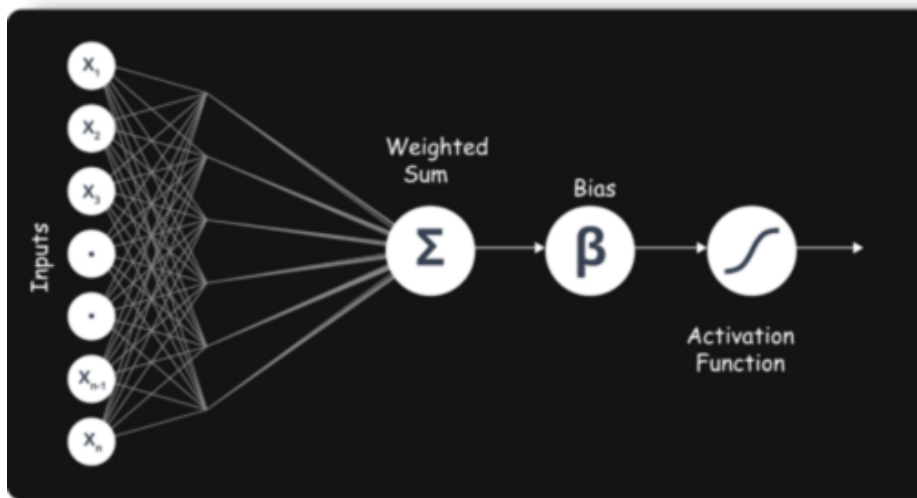 Inputs
X1
X2
X3
Xn-1
Xn
Weighted
Sum
Σ
Bias
β
Activation
Function